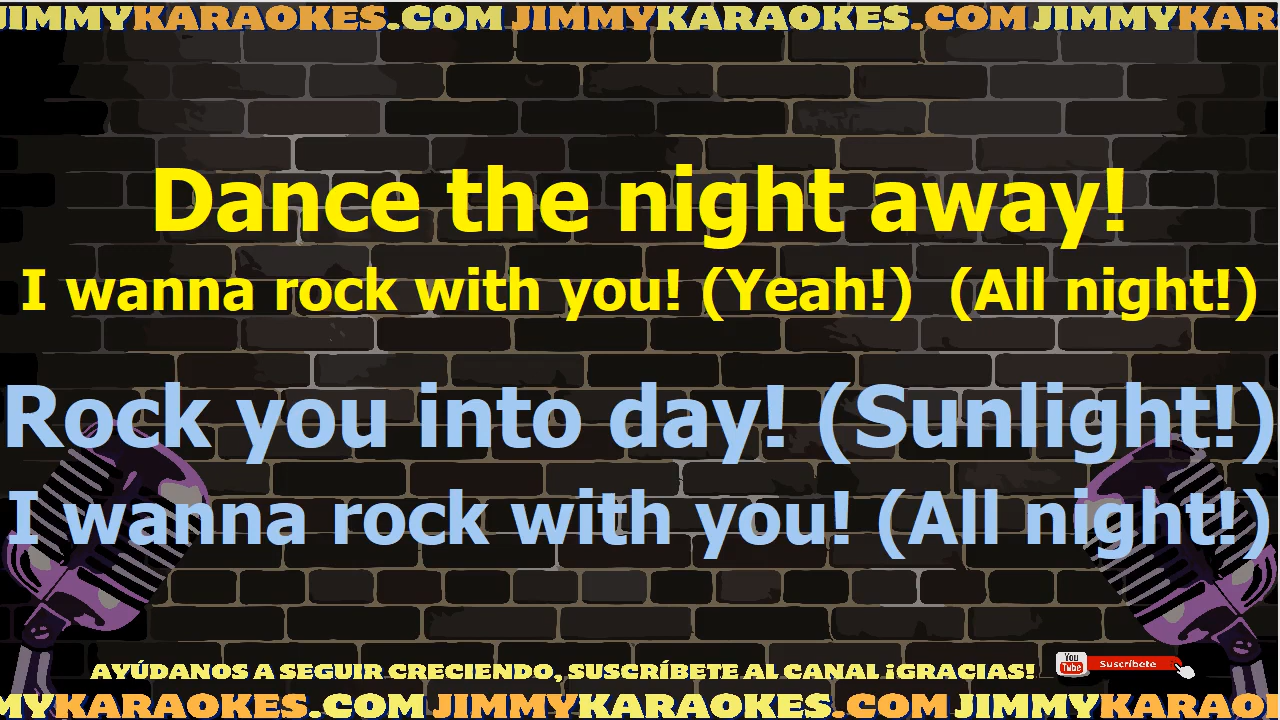 JIMMYKARAOKES.COM JIMMYKARAOKES.COM JIMMYKAR
Dance the night away!
I wanna rock with you! (Yeah!) (All night!)
Rock you into day! (Sunlight!)
I wanna rock with you! (All night!)
AYÚDANOS A SEGUIR CRECIENDO, SUSCRÍBETE AL CANAL ¡GRACIAS!
You Tube Suscríbete
MYKARAOKES.COM JIMMYKARAOKES.COM JIMMYKARAO